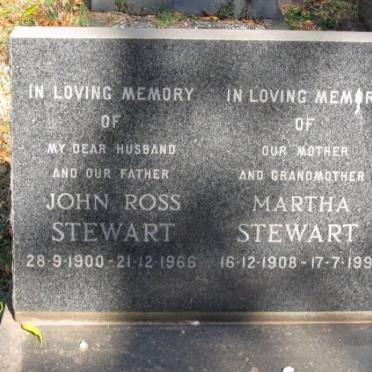 IN LOVING MEMORY
OF
MY DEAR HUSBAND
AND OUR FATHER
JOHN ROSS
STEWART
28·9·1900-21·12·1966
IN LOVING MEMOR
OF
OUR MOTHER
AND GRANDMOTHER
MARTHA
STEWART
16·12·1908-17·7·199